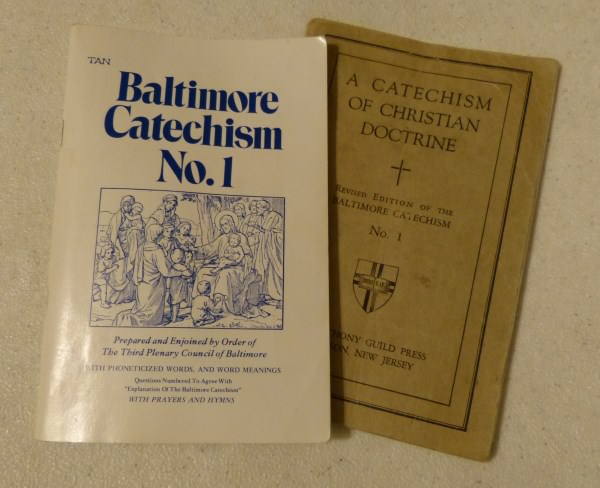 TAN
Baltimore
Catechism
No. 1
Prepared and Enjoined by Order of
The Third Plenary Council of Baltimore
WITH PHONETICIZED WORDS, AND WORD MEANINGS
Questions Numbered To Agree With
"Explanation Of The Baltimore Catechism"
WITH PRAYERS AND HYMNS
A CATECHISM
OF CHRISTIAN
DOCTRINE
REVISED EDITION OF THE
BALTIMORE CATECHISM
No. 1
HONY GUILD PRESS
SON, NEW JERSEY